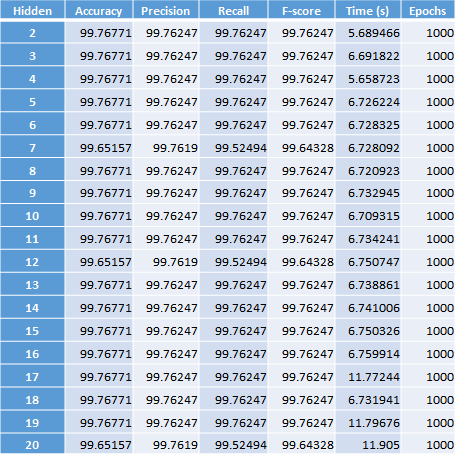 Hidden Accuracy Precision Recall F-score Time (s) Epochs
2 99.76771 99.76247 99.76247 99.76247 5.689466 1000
3 99.76771 99.76247 99.76247 99.76247 6.691822 1000
4 99.76771 99.76247 99.76247 99.76247 5.658723 1000
5 99.76771 99.76247 99.76247 99.76247 6.726224 1000
6 99.76771 99.76247 99.76247 99.76247 6.728325 1000
7 99.65157 99.7619 99.52494 99.64328 6.728092 1000
8 99.76771 99.76247 99.76247 99.76247 6.720923 1000
9 99.76771 99.76247 99.76247 99.76247 6.732945 1000
10 99.76771 99.76247 99.76247 99.76247 6.709315 1000
11 99.76771 99.76247 99.76247 99.76247 6.734241 1000
12 99.65157 99.7619 99.52494 99.64328 6.750747 1000
13 99.76771 99.76247 99.76247 99.76247 6.738861 1000
14 99.76771 99.76247 99.76247 99.76247 6.741006 1000
15 99.76771 99.76247 99.76247 99.76247 6.750326 1000
16 99.76771 99.76247 99.76247 99.76247 6.759914 1000
17 99.76771 99.76247 99.76247 99.76247 11.77244 1000
18 99.76771 99.76247 99.76247 99.76247 6.731941 1000
19 99.76771 99.76247 99.76247 99.76247 11.79676 1000
20 99.65157 99.7619 99.52494 99.64328 11.905 1000